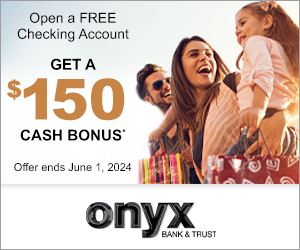 Open a FREE
Checking Account
GET A
$150
CASH BONUS*
Offer ends June 1, 2024
onyx
BANK & TRUST